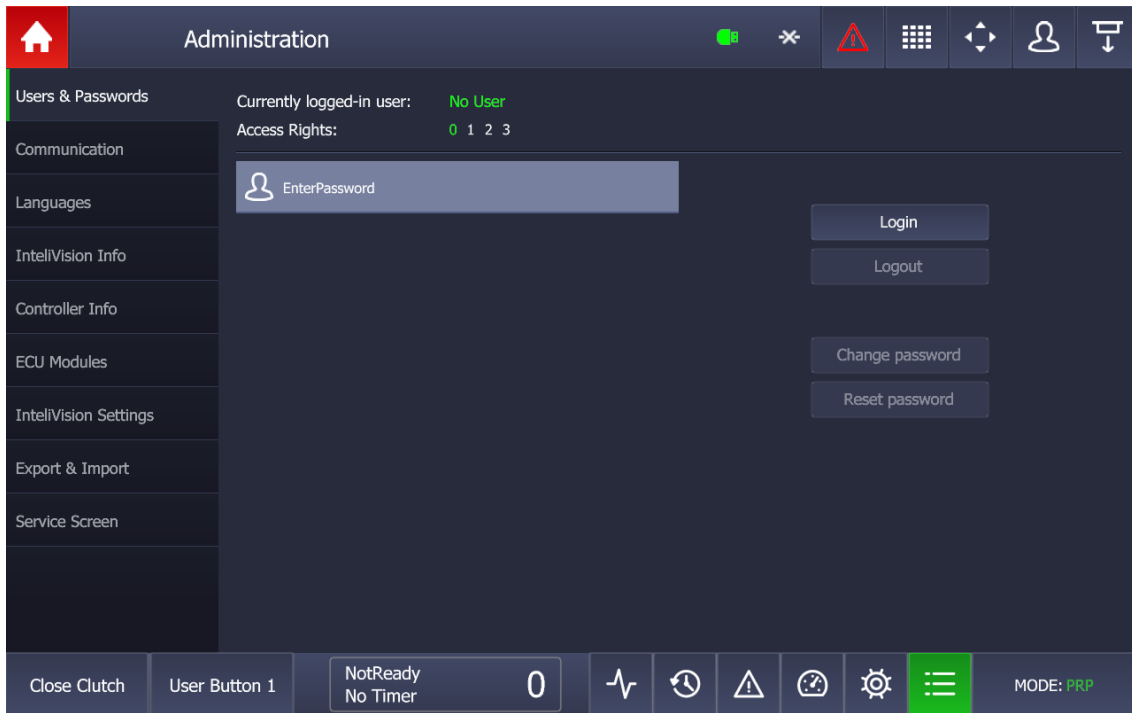 Administration
Users & Passwords
Communication
Languages
InteliVision Info
Controller Info
ECU Modules
InteliVision Settings
Export & Import
Service Screen
Currently logged-in user: No User
Access Rights: 0 1 2 3
EnterPassword
Login
Logout
Change password
Reset password
Close Clutch
User Button 1
NotReady
No Timer
0
MODE: PRP